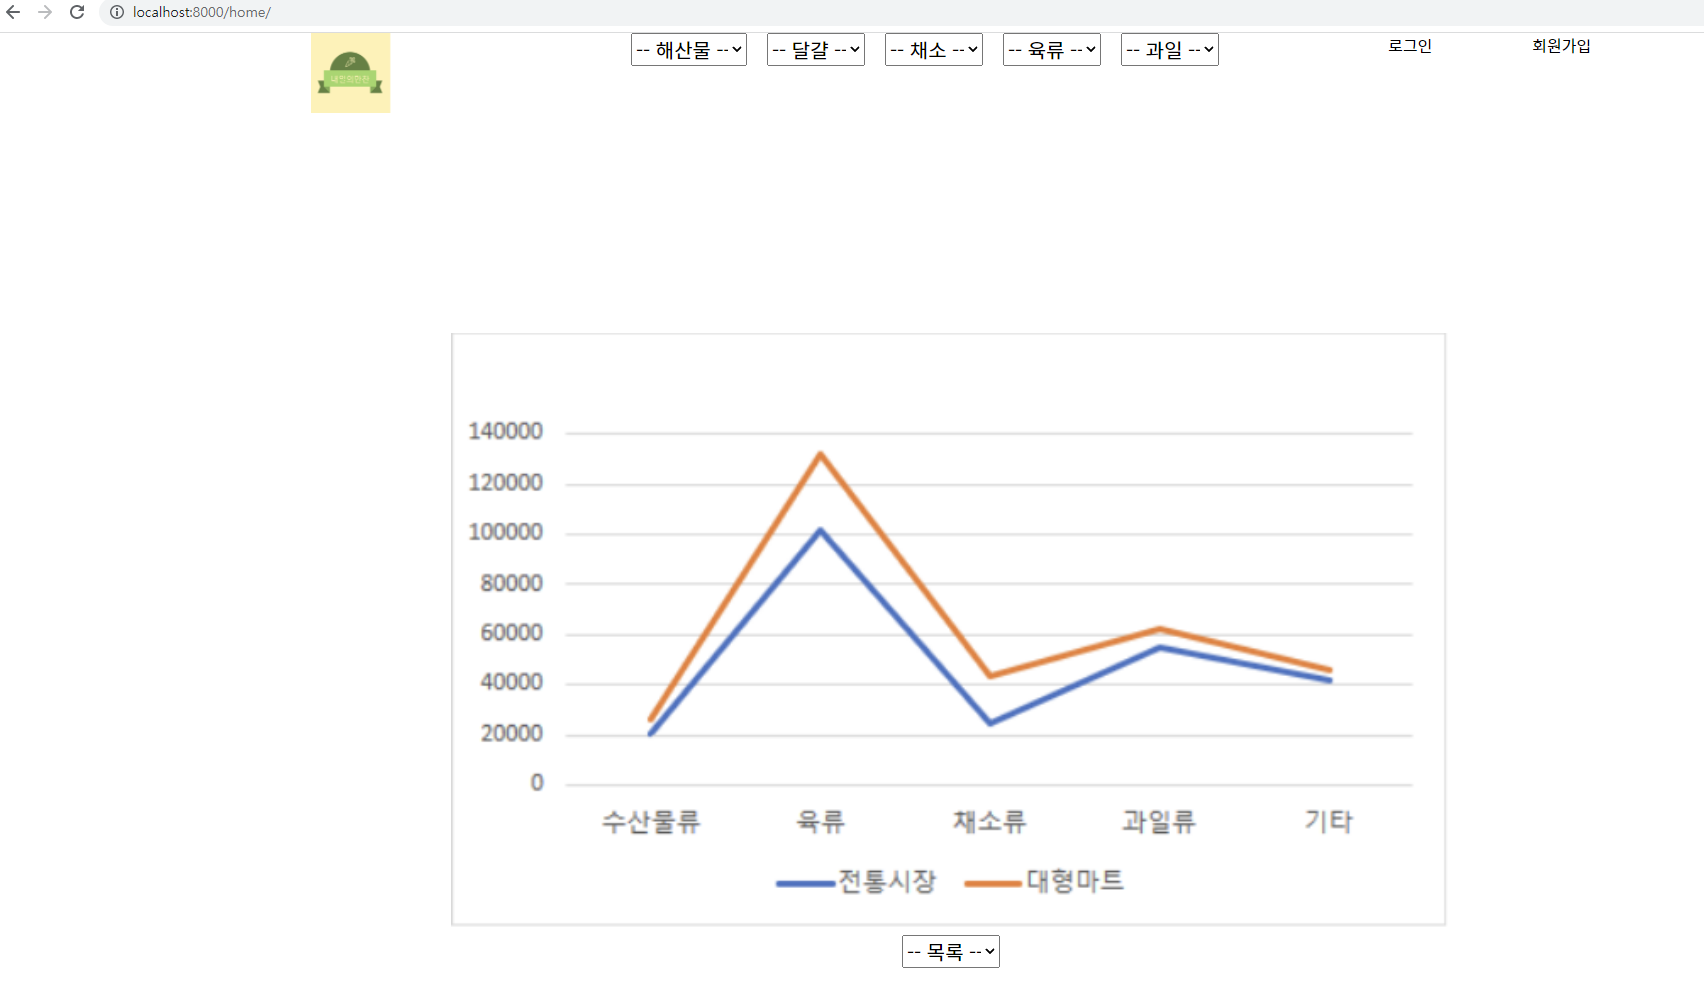 localhost:8000/home/
-- 해산물 --
-- 달걀 --
-- 채소 --
-- 육류 --
-- 과일 --
로그인
회원가입
140000
120000
100000
80000
60000
40000
20000
0
수산물류 육류 채소류 과일류 기타
전통시장 대형마트
-- 목록 --